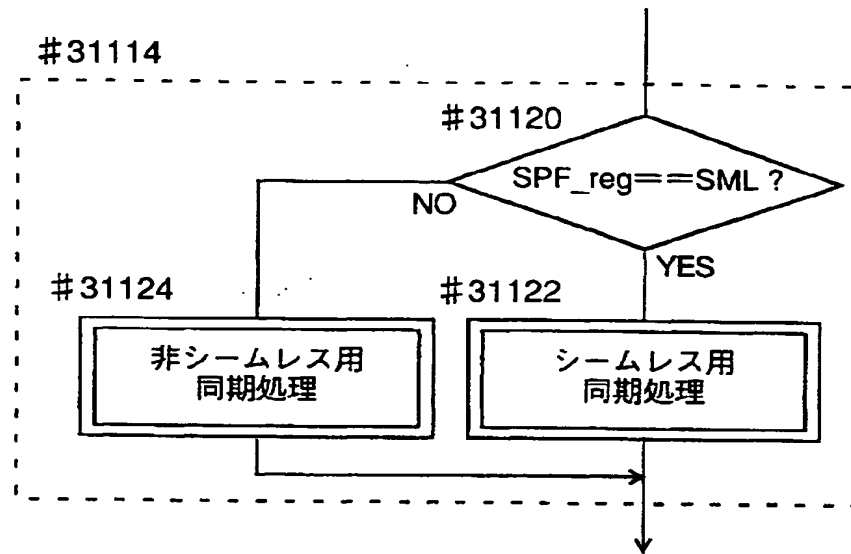 #31114
#31120
SPF_reg==SML ?
NO
YES
#31124
#31122
非シームレス用
同期処理
シームレス用
同期処理